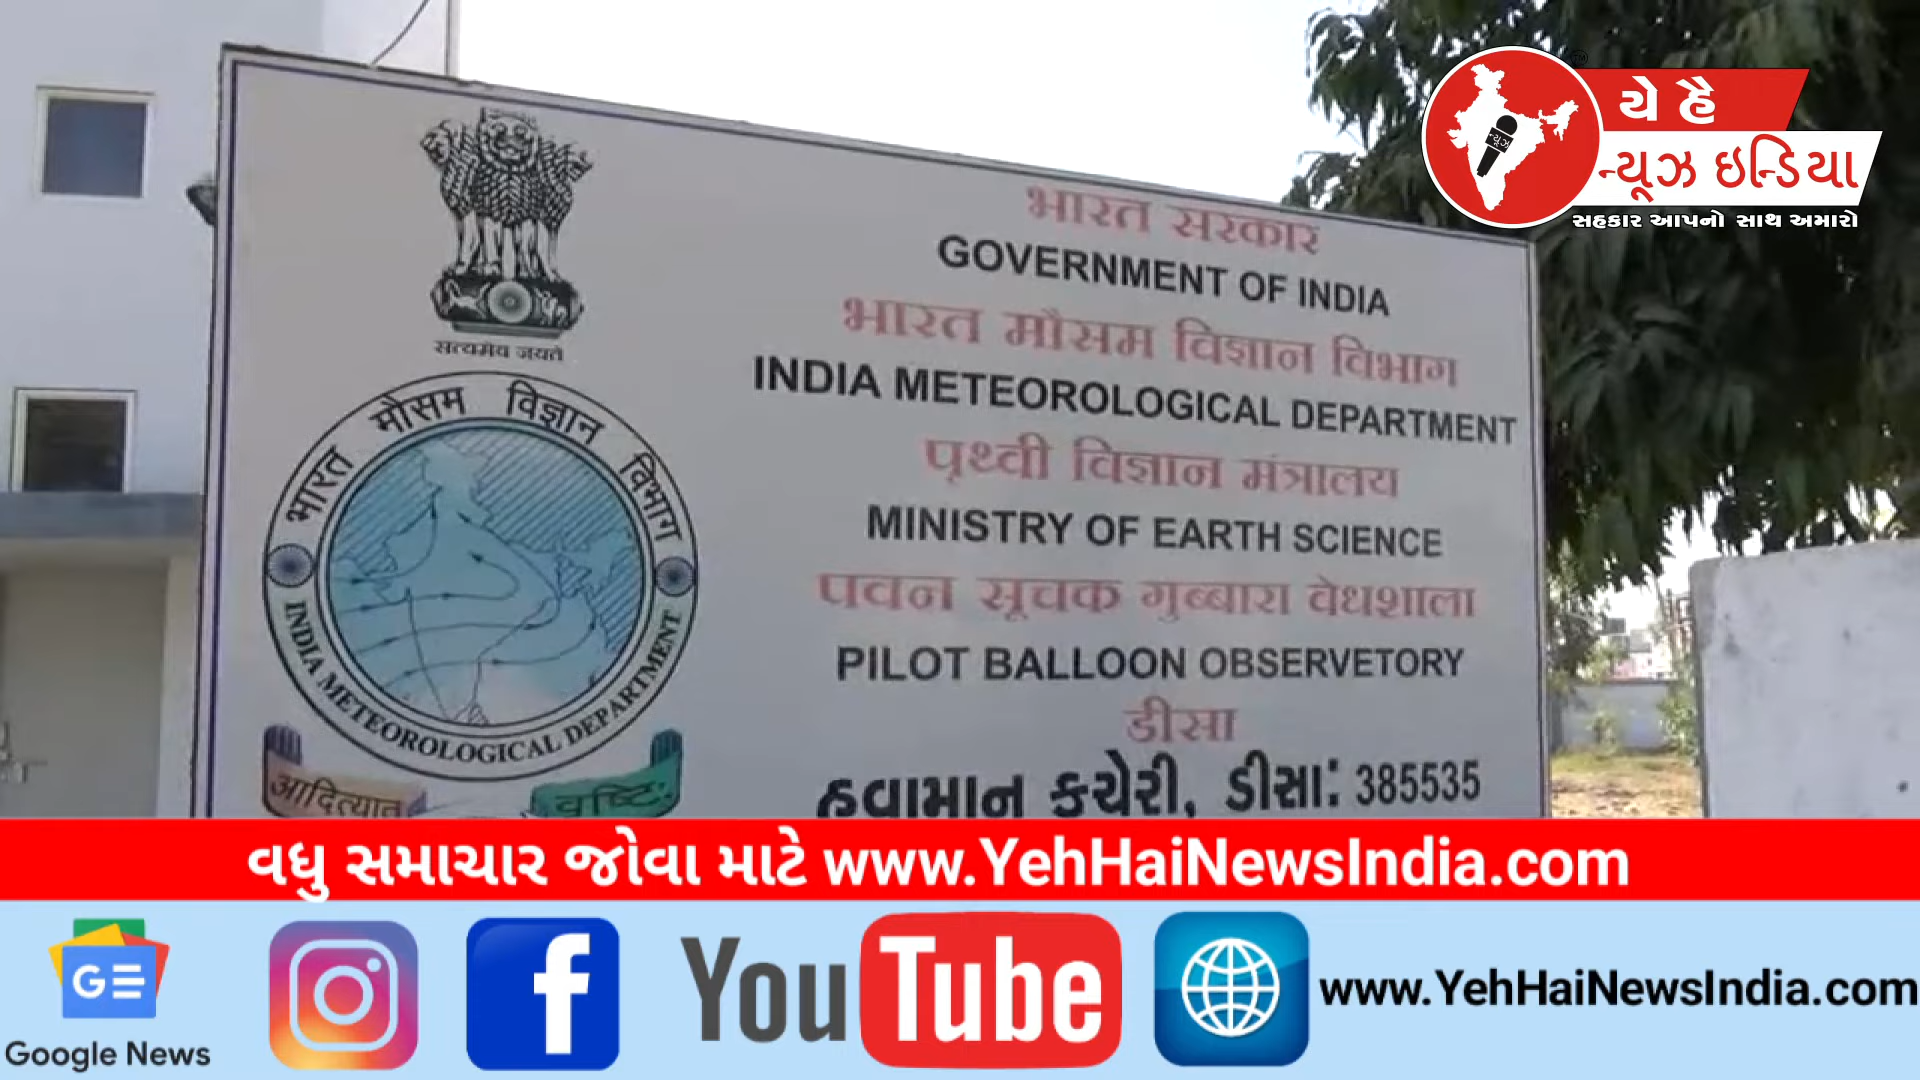 યે હૈ
ન્યૂઝ
ન્યૂઝ ઇન્ડિયા
સહકાર આપનો સાથ અમારો
सत्यमेव जयते
भारत मौसम विज्ञान विभाग
INDIA METEOROLOGICAL DEPARTMENT
आदित्यात
भारत सरकार
GOVERNMENT OF INDIA
भारत मौसम विज्ञान विभाग
INDIA METEOROLOGICAL DEPARTMENT
पृथ्वी विज्ञान मंत्रालय
MINISTRY OF EARTH SCIENCE
पवन सूचक गुब्बारा वेधशाला
PILOT BALLOON OBSERVETORY
डीसा
હવામાન કચેરી, ડીસા: 385535
વધુ સમાચાર જોવા માટે www.YehHaiNewsIndia.com
G
Google News
f
YouTube
www.YehHaiNewsIndia.com